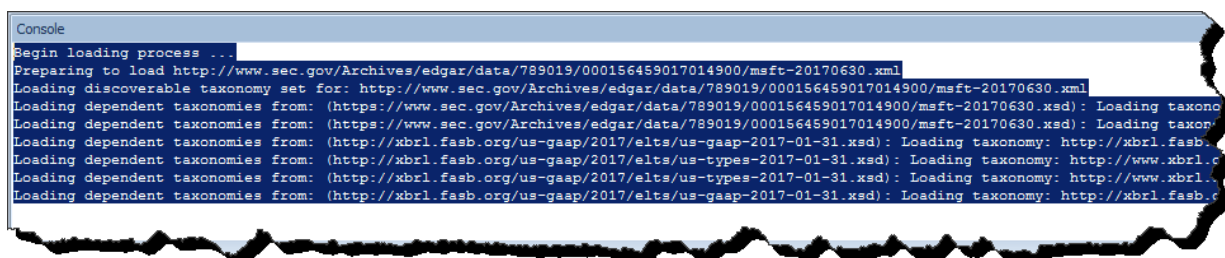 Console
Begin loading process ...
Preparing to load http://www.sec.gov/Archives/edgar/data/789019/000156459017014900/msft-20170630.xml
Loading discoverable taxonomy set for: http://www.sec.gov/Archives/edgar/data/789019/000156459017014900/msft-20170630.xml
Loading dependent taxonomies from: (https://www.sec.gov/Archives/edgar/data/789019/000156459017014900/msft-20170630.xsd): Loading
Loading dependent taxonomies from: (https://www.sec.gov/Archives/edgar/data/789019/000156459017014900/msft-20170630.xsd): Loading
Loading dependent taxonomies from: (http://xbrl.fasb.org/us-gaap/2017/elts/us-gaap-2017-01-31.xsd): Loading taxonomy: http://xbrl.fasb.
Loading dependent taxonomies from: (http://xbrl.fasb.org/us-gaap/2017/elts/us-types-2017-01-31.xsd): Loading taxonomy: http://www.xbrl.
Loading dependent taxonomies from: (http://xbrl.fasb.org/us-gaap/2017/elts/us-types-2017-01-31.xsd): Loading taxonomy: http://www.xbrl.
Loading dependent taxonomies from: (http://xbrl.fasb.org/us-gaap/2017/elts/us-gaap-2017-01-31.xsd): Loading taxonomy: http://xbrl.fasb.